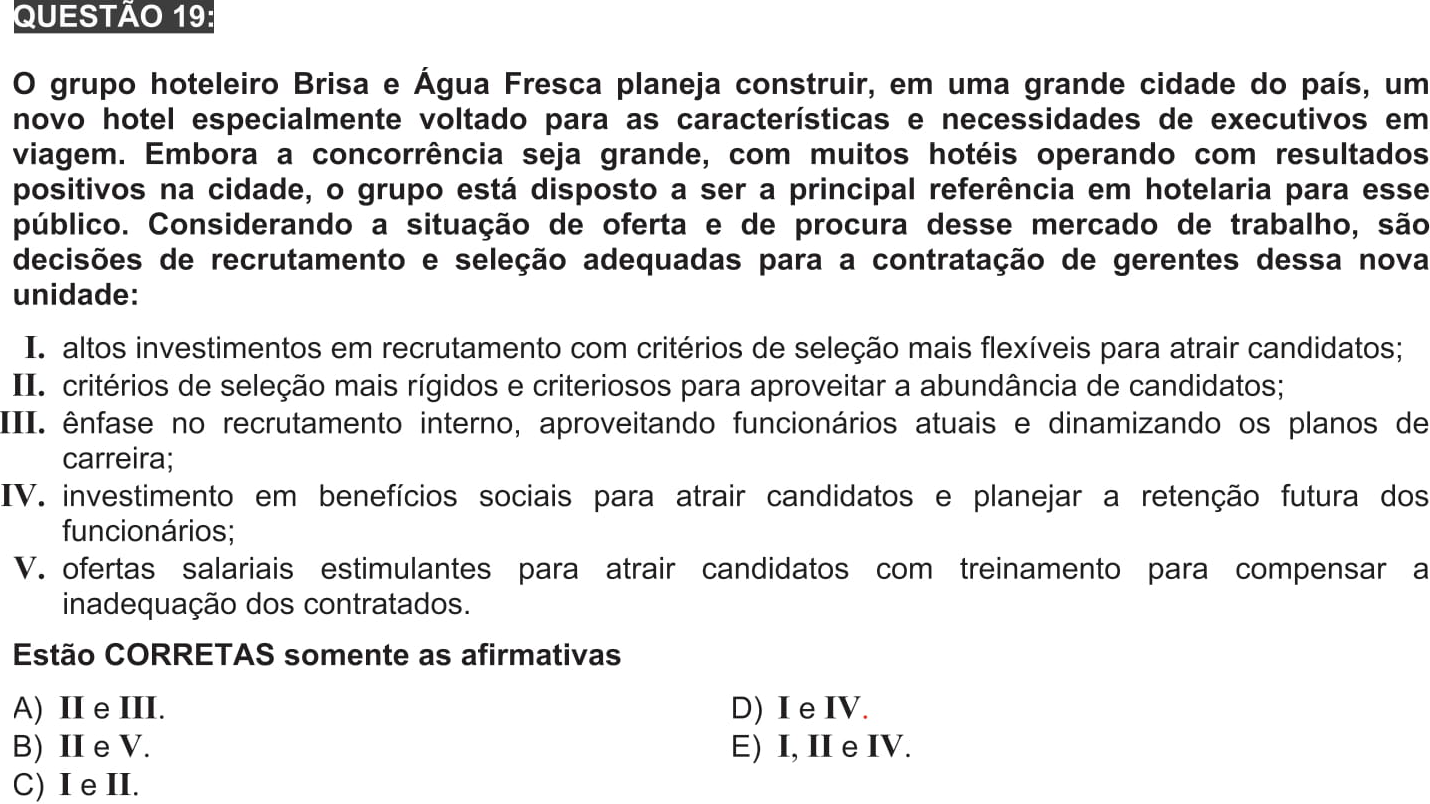 QUESTÃO 19:
O grupo hoteleiro Brisa e Água Fresca planeja construir, em uma grande cidade do país, um
novo hotel especialmente voltado para as características e necessidades de executivos em
viagem. Embora a concorrência seja grande, com muitos hotéis operando com resultados
positivos na cidade, o grupo está disposto a ser a principal referência em hotelaria para esse
público. Considerando a situação de oferta e de procura desse mercado de trabalho, são
decisões de recrutamento e seleção adequadas para a contratação de gerentes dessa nova
unidade:
I. altos investimentos em recrutamento com critérios de seleção mais flexíveis para atrair candidatos;
II. critérios de seleção mais rígidos e criteriosos para aproveitar a abundância de candidatos;
III. ênfase no recrutamento interno, aproveitando funcionários atuais e dinamizando os planos de
carreira;
IV. investimento em benefícios sociais para atrair candidatos e planejar a retenção futura dos
funcionários;
V. ofertas salariais estimulantes para atrair candidatos com treinamento para compensar a
inadequação dos contratados.
Estão CORRETAS somente as afirmativas
A) II e III.
B) II e V.
C) I e II.
D) I e IV.
E) I, II e IV.